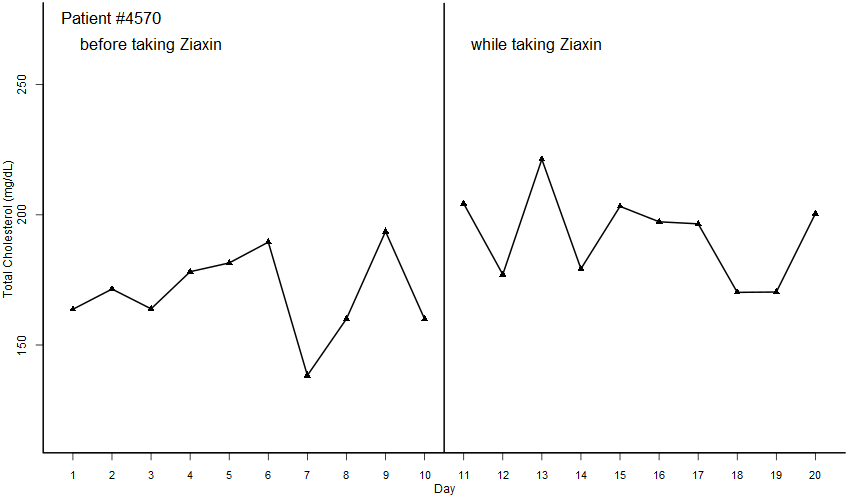 Patient #4570
before taking Ziaxin
while taking Ziaxin
Total Cholesterol (mg/dL)
250
200
150
1 2 3 4 5 6 7 8 9 10 11 12 13 14 15 16 17 18 19 20
Day